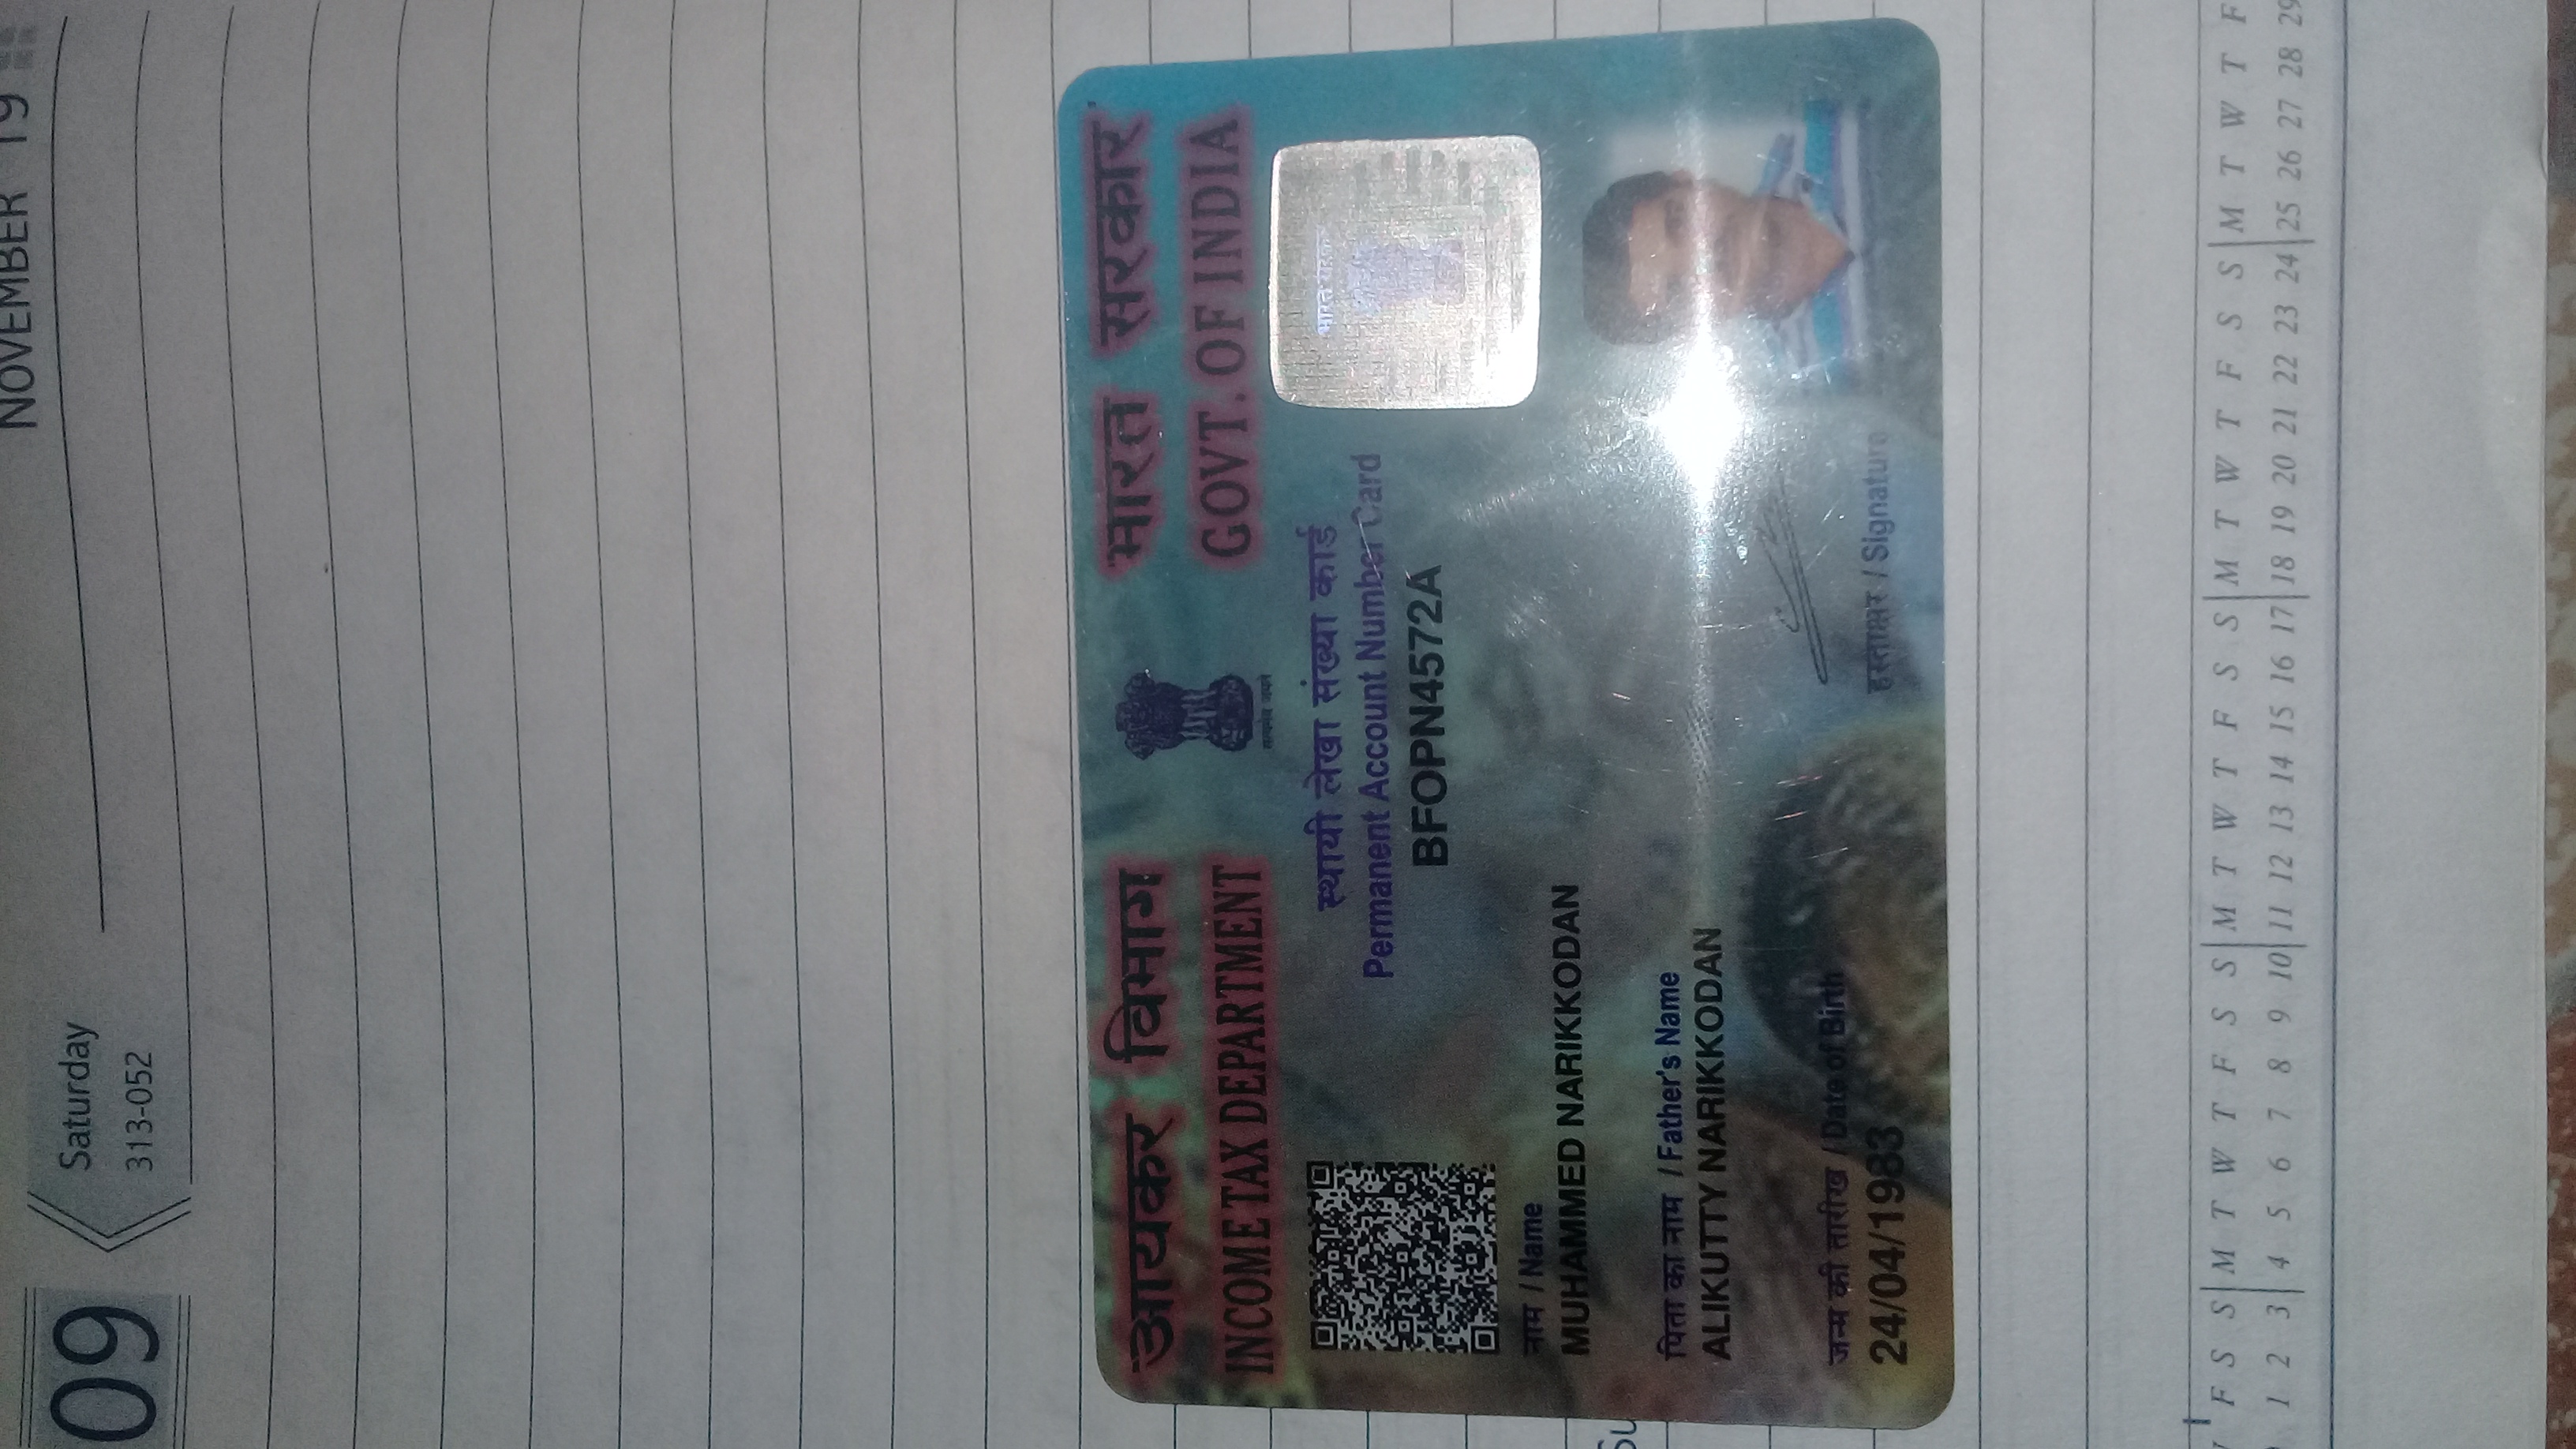 NOVEMBER 19
09
Saturday
313-052
आयकर विभाग
भारत सरकार
INCOME TAX DEPARTMENT
GOVT. OF INDIA
सत्यमेव जयते
स्थायी लेखा संख्या कार्ड
Permanent Account Number Card
BFOPN4572A
भारत सरकार
नाम / Name
MUHAMMED NARIKKODAN
पिता का नाम / Father's Name
ALIKUTTY NARIKKODAN
जन्म की तारीख / Date of Birth
24/04/1983
हस्ताक्षर / Signature
F S S M T W T F S S M T W T F S S M T W T F S S M T W T F
1 2 3 4 5 6 7 8 9 10 11 12 13 14 15 16 17 18 19 20 21 22 23 24 25 26 27 28 29